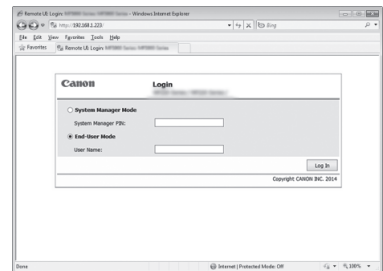 Remote UI: Login: - Windows Internet Explorer
http://192.168.1.223/
File Edit View Favorites Tools Help
Favorites Remote UI: Login:
Canon Login
System Manager Mode
System Manager PIN:
End-User Mode
User Name:
Log In
Copyright CANON INC. 2014
Done Internet | Protected Mode: Off 100%